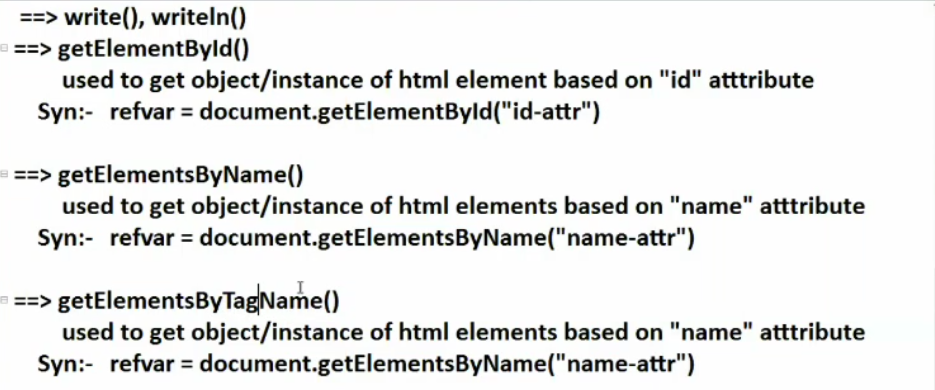 ==> write(), writeln()
==> getElementById()
used to get object/instance of html element based on "id" atttribute
Syn:- refvar = document.getElementById("id-attr")
==> getElementsByName()
used to get object/instance of html elements based on "name" atttribute
Syn:- refvar = document.getElementsByName("name-attr")
==> getElementsByTagName()
used to get object/instance of html elements based on "name" atttribute
Syn:- refvar = document.getElementsByName("name-attr")